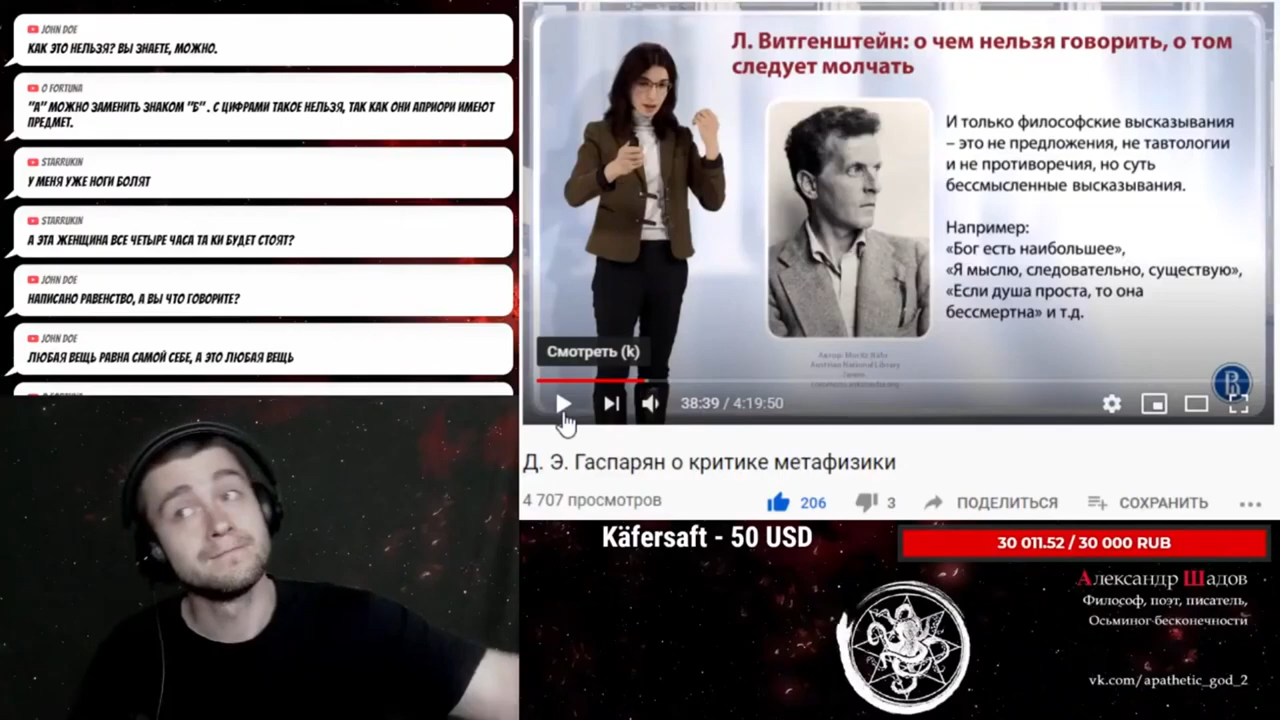 JOHN DOE
КАК ЭТО НЕЛЬЗЯ? ВЫ ЗНАЕТЕ, МОЖНО.
O FORTUNA
"А" МОЖНО ЗАМЕНИТЬ ЗНАКОМ "Б" . С ЦИФРАМИ ТАКОЕ НЕЛЬЗЯ, ТАК КАК ОНИ АПРИОРИ ИМЕЮТ
ПРЕДМЕТ.
STARRUKIN
У МЕНЯ УЖЕ НОГИ БОЛЯТ
STARRUKIN
А ЭТА ЖЕНЩИНА ВСЕ ЧЕТЫРЕ ЧАСА ТА КИ БУДЕТ СТОЯТ?
JOHN DOE
НАПИСАНО РАВЕНСТВО, А ВЫ ЧТО ГОВОРИТЕ?
JOHN DOE
ЛЮБАЯ ВЕЩЬ РАВНА САМОЙ СЕБЕ, А ЭТО ЛЮБАЯ ВЕЩЬ
Л. Витгенштейн: о чем нельзя говорить, о том
следует молчать
И только философские высказывания
– это не предложения, не тавтологии
и не противоречия, но суть
бессмысленные высказывания.
Например:
«Бог есть наибольшее»,
«Я мыслю, следовательно, существую»,
«Если душа проста, то она
бессмертна» и т.д.
Смотреть (k)
38:39 / 4:19:50
Д. Э. Гаспарян о критике метафизики
4 707 просмотров
206
3
ПОДЕЛИТЬСЯ
СОХРАНИТЬ
Käfersaft - 50 USD
30 011.52 / 30 000 RUB
Александр Шадов
Философ, поэт, писатель,
Осьминог бесконечности
vk.com/apathetic_god_2